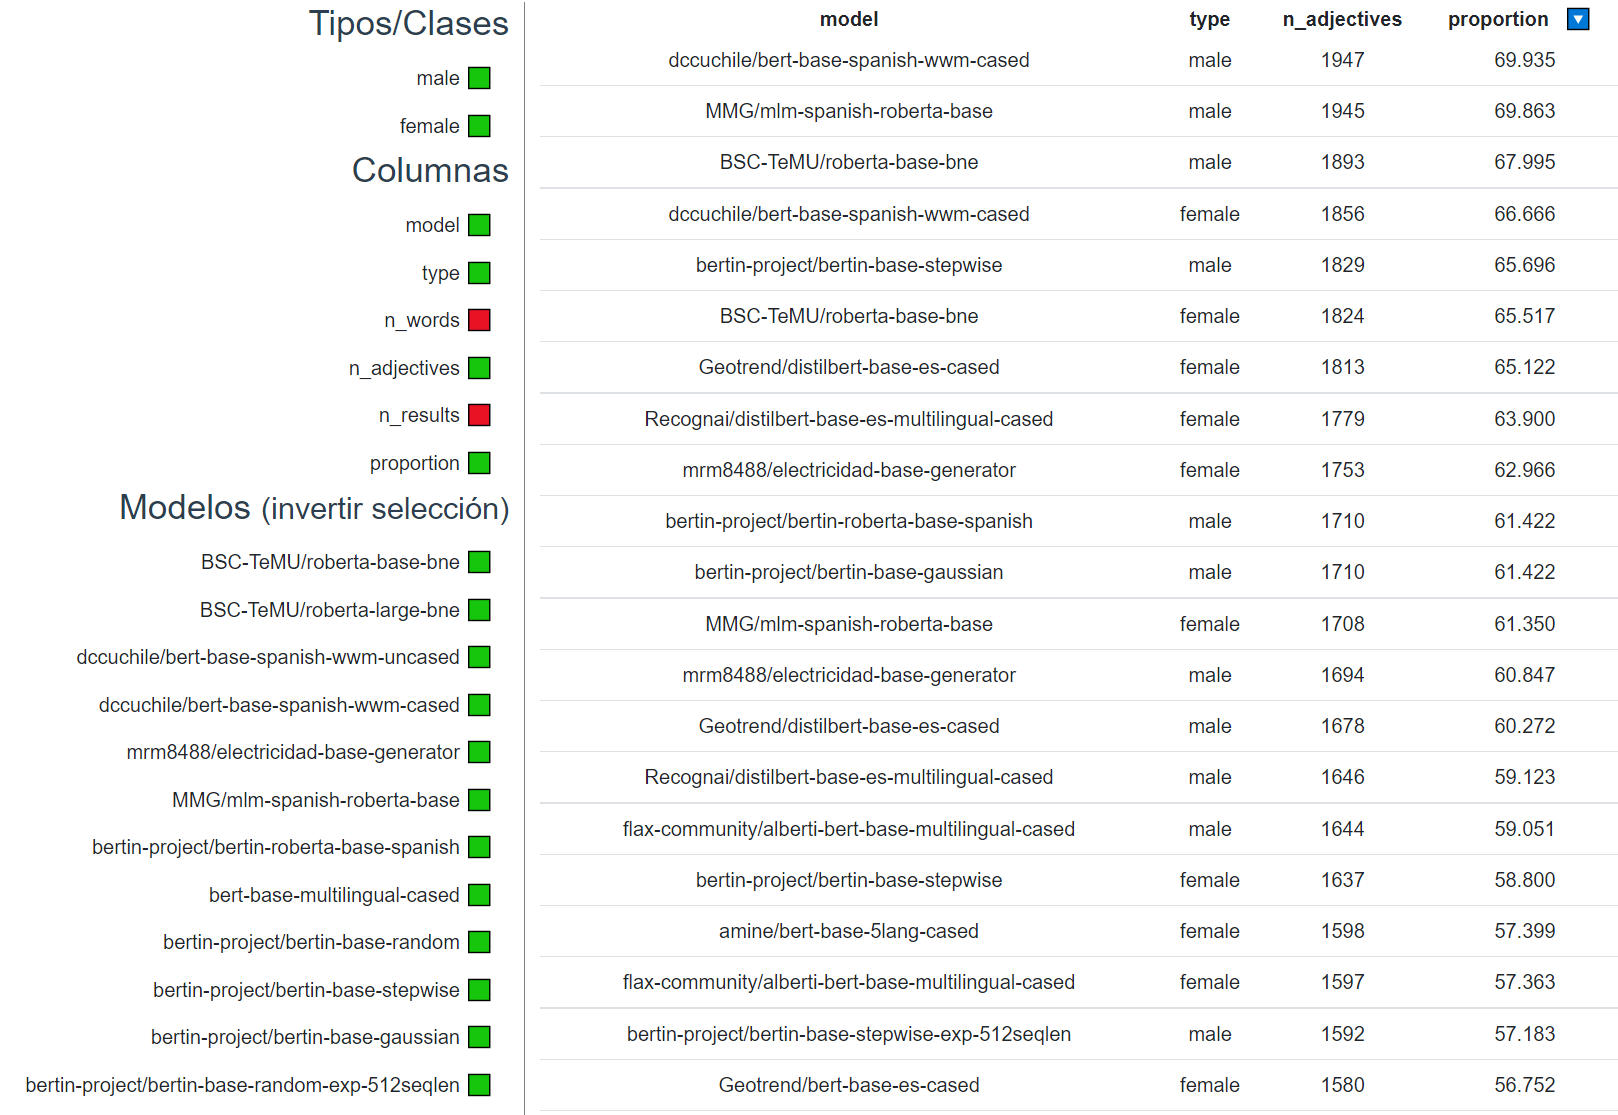 Tipos/Clases
male
female
Columnas
model
type
n_words
n_adjectives
n_results
proportion
Modelos (invertir selección)
BSC-TeMU/roberta-base-bne
BSC-TeMU/roberta-large-bne
dccuchile/bert-base-spanish-wwm-uncased
dccuchile/bert-base-spanish-wwm-cased
mrm8488/electricidad-base-generator
MMG/mlm-spanish-roberta-base
bertin-project/bertin-roberta-base-spanish
bert-base-multilingual-cased
bertin-project/bertin-base-random
bertin-project/bertin-base-stepwise
bertin-project/bertin-base-gaussian
bertin-project/bertin-base-random-exp-512seqlen
model type n_adjectives proportion
dccuchile/bert-base-spanish-wwm-cased male 1947 69.935
MMG/mlm-spanish-roberta-base male 1945 69.863
BSC-TeMU/roberta-base-bne male 1893 67.995
dccuchile/bert-base-spanish-wwm-cased female 1856 66.666
bertin-project/bertin-base-stepwise male 1829 65.696
BSC-TeMU/roberta-base-bne female 1824 65.517
Geotrend/distilbert-base-es-cased female 1813 65.122
Recognai/distilbert-base-es-multilingual-cased female 1779 63.900
mrm8488/electricidad-base-generator female 1753 62.966
bertin-project/bertin-roberta-base-spanish male 1710 61.422
bertin-project/bertin-base-gaussian male 1710 61.422
MMG/mlm-spanish-roberta-base female 1708 61.350
mrm8488/electricidad-base-generator male 1694 60.847
Geotrend/distilbert-base-es-cased male 1678 60.272
Recognai/distilbert-base-es-multilingual-cased male 1646 59.123
flax-community/alberti-bert-base-multilingual-cased male 1644 59.051
bertin-project/bertin-base-stepwise female 1637 58.800
amine/bert-base-5lang-cased female 1598 57.399
flax-community/alberti-bert-base-multilingual-cased female 1597 57.363
bertin-project/bertin-base-stepwise-exp-512seqlen male 1592 57.183
Geotrend/bert-base-es-cased female 1580 56.752